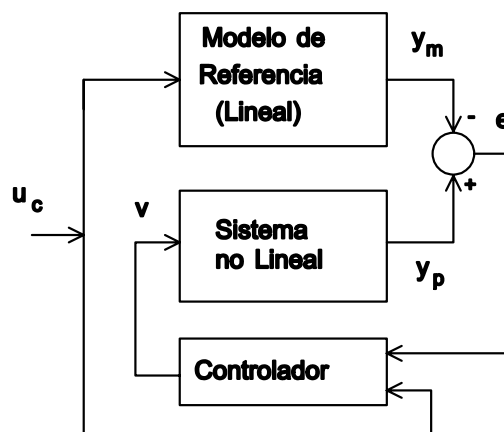 Modelo de
Referencia
(Lineal)
y_m
-
e
u_c
v
Sistema
no Lineal
+
y_p
Controlador